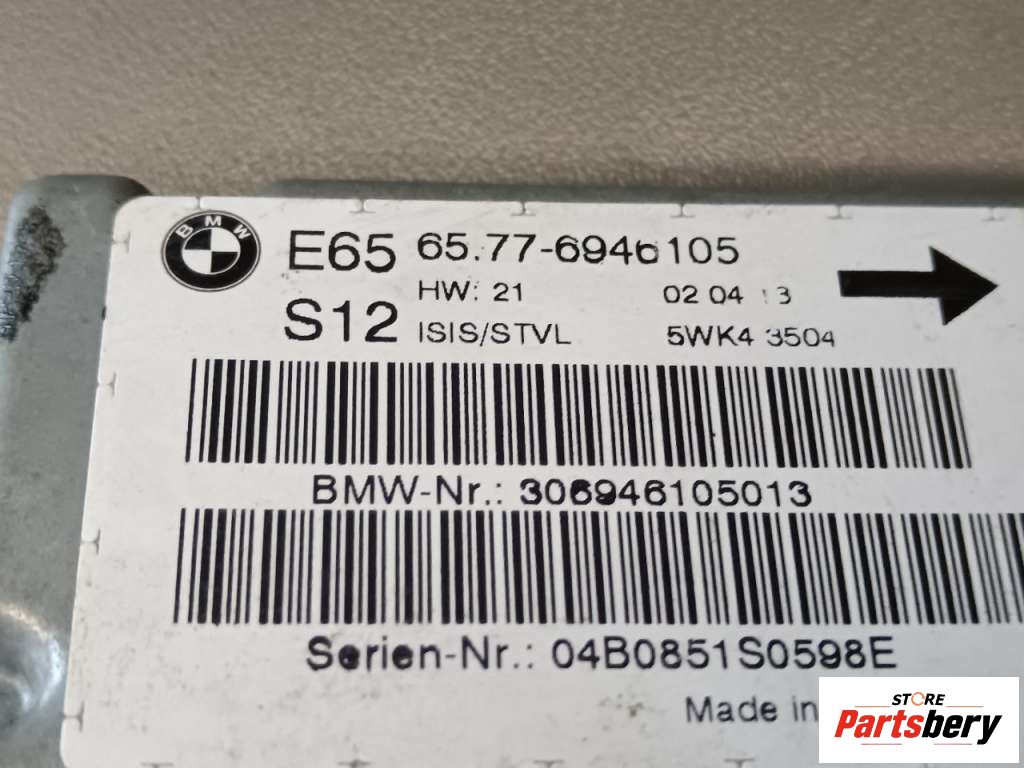 BMW
E65 65.77-6946105
HW: 21 02 04 13
S12 ISIS/STVL 5WK4 3504
BMW-Nr.: 306946105013
Serien-Nr.: 04B0851S0598E
Made in
STORE
Partsbery